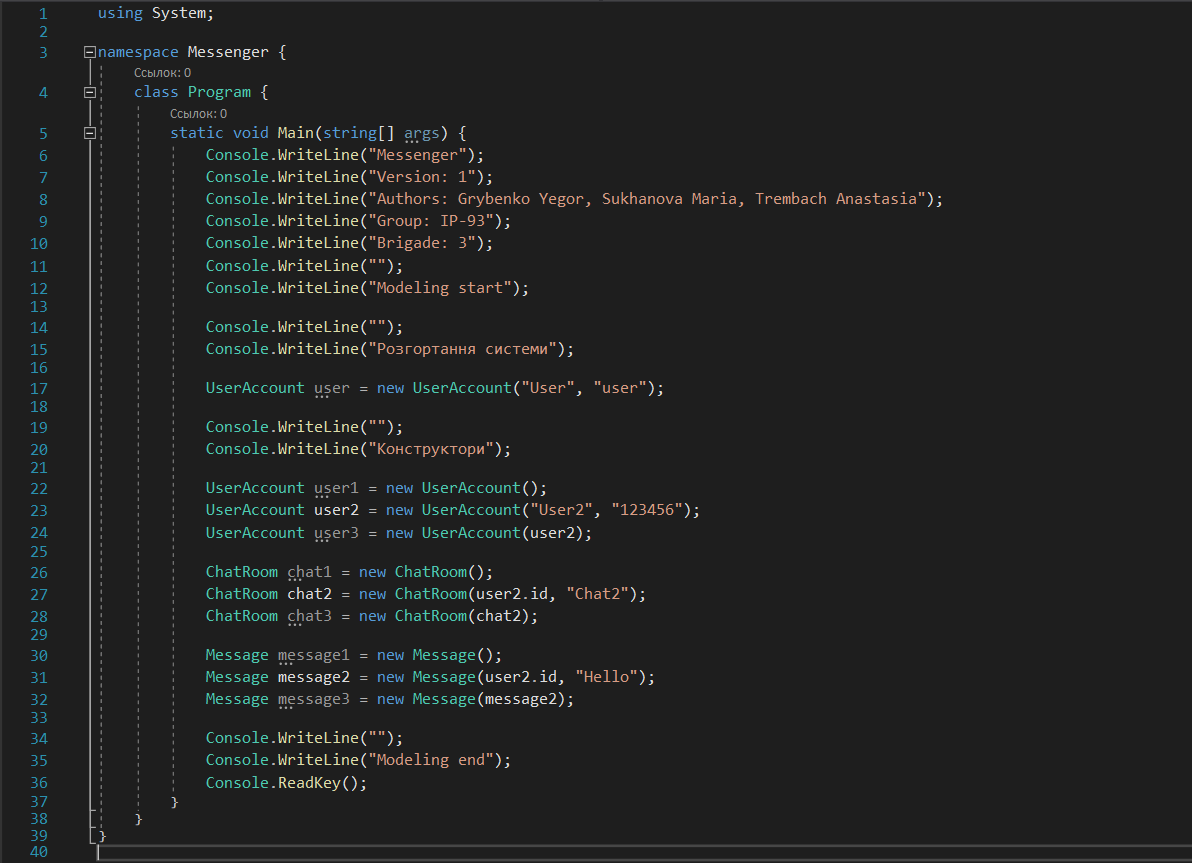 1 using System;
2
3 namespace Messenger {
Ссылок: 0
4 class Program {
Ссылок: 0
5 static void Main(string[] args) {
6 Console.WriteLine("Messenger");
7 Console.WriteLine("Version: 1");
8 Console.WriteLine("Authors: Grybenko Yegor, Sukhanova Maria, Trembach Anastasia");
9 Console.WriteLine("Group: IP-93");
10 Console.WriteLine("Brigade: 3");
11 Console.WriteLine("");
12 Console.WriteLine("Modeling start");
13
14 Console.WriteLine("");
15 Console.WriteLine("Розгортання системи");
16
17 UserAccount user = new UserAccount("User", "user");
18
19 Console.WriteLine("");
20 Console.WriteLine("Конструктори");
21
22 UserAccount user1 = new UserAccount();
23 UserAccount user2 = new UserAccount("User2", "123456");
24 UserAccount user3 = new UserAccount(user2);
25
26 ChatRoom chat1 = new ChatRoom();
27 ChatRoom chat2 = new ChatRoom(user2.id, "Chat2");
28 ChatRoom chat3 = new ChatRoom(chat2);
29
30 Message message1 = new Message();
31 Message message2 = new Message(user2.id, "Hello");
32 Message message3 = new Message(message2);
33
34 Console.WriteLine("");
35 Console.WriteLine("Modeling end");
36 Console.ReadKey();
37 }
38 }
39 }
40